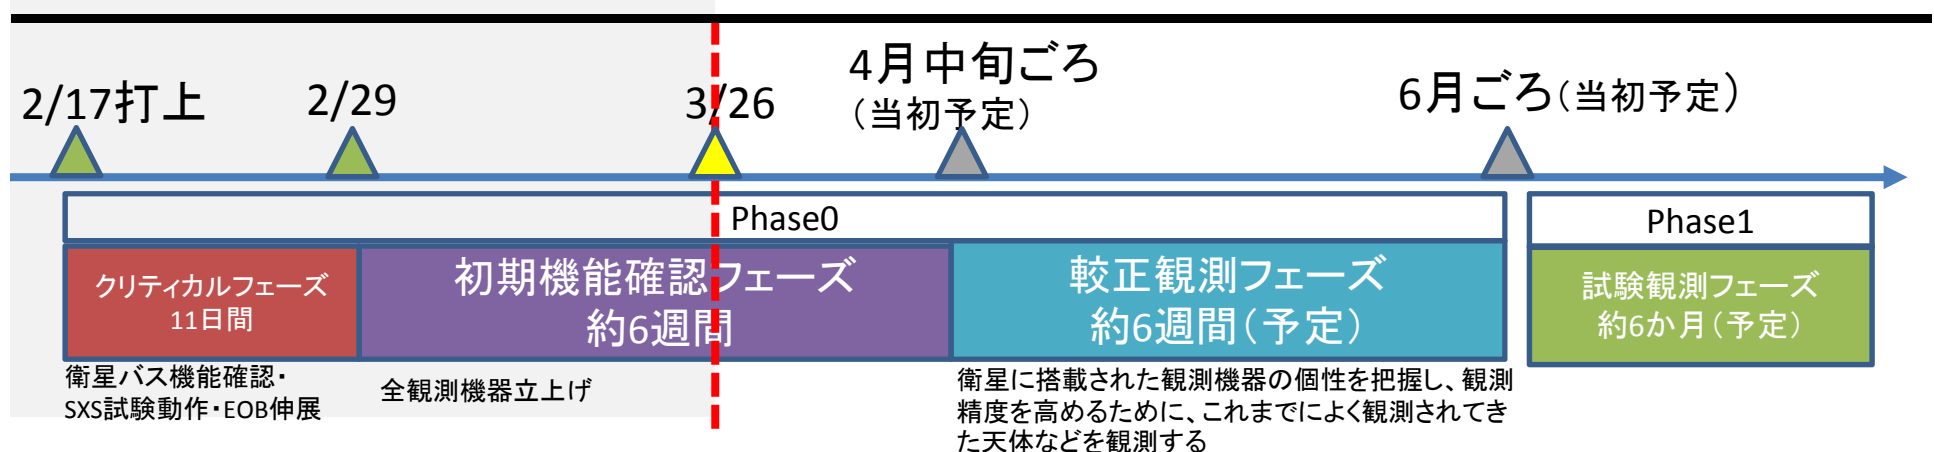 2/17打上
2/29
3/26
4月中旬ごろ
（当初予定）
6月ごろ（当初予定）
Phase0
Phase1
クリティカルフェーズ
11日間
初期機能確認フェーズ
約6週間
較正観測フェーズ
約6週間（予定）
試験観測フェーズ
約6か月（予定）
衛星バス機能確認・
SXS試験動作・EOB伸展
全観測機器立上げ
衛星に搭載された観測機器の個性を把握し、観測
精度を高めるために、これまでによく観測されてき
た天体などを観測する